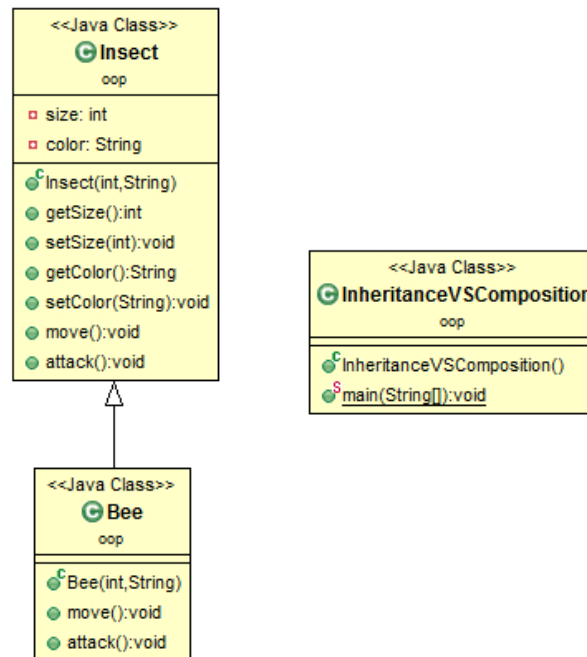 <<Java Class>>
Insect
oop
size: int
color: String
Insect(int,String)
getSize():int
setSize(int):void
getColor():String
setColor(String):void
move():void
attack():void
<<Java Class>>
InheritanceVSComposition
oop
InheritanceVSComposition()
main(String[]):void
<<Java Class>>
Bee
oop
Bee(int,String)
move():void
attack():void